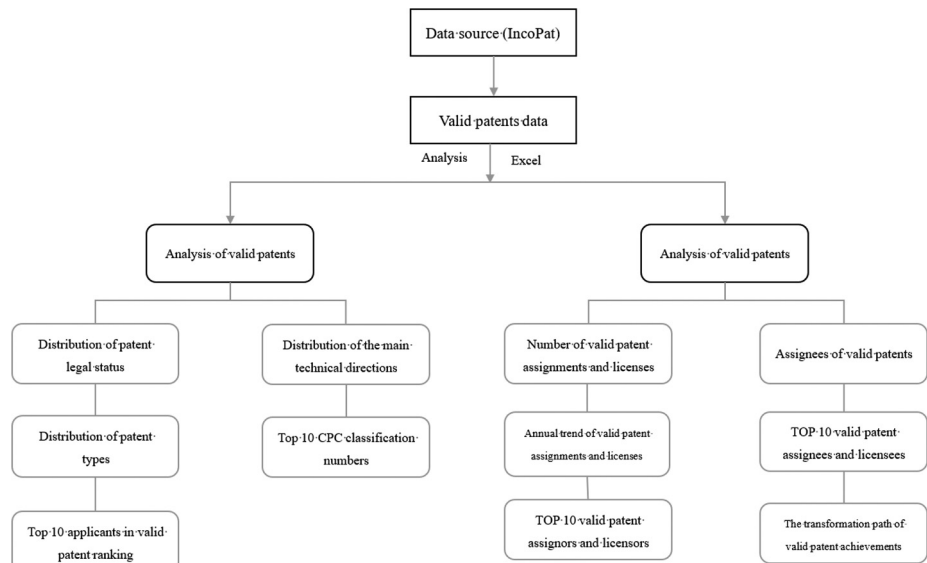 Data source (IncoPat)
Valid patents data
Analysis
Excel
Analysis of valid patents
Analysis of valid patents
Distribution of patent
legal status
Distribution of the main
technical directions
Number of valid patent
assignments and licenses
Assignees of valid patents
Distribution of patent
types
Top 10 CPC classification
numbers
Annual trend of valid patent
assignments and licenses
TOP 10 valid patent
assignees and licensees
Top 10 applicants in valid
patent ranking
TOP 10 valid patent
assignors and licensors
The transformation path of
valid patent achievements